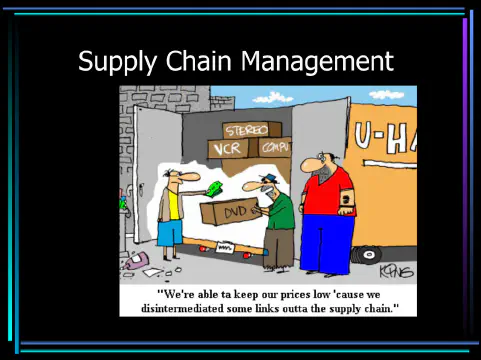 Supply Chain Management
STEREO
VCR
COMPU
U-HA
DVD
"We're able ta keep our prices low 'cause we
disintermediated some links outta the supply chain."